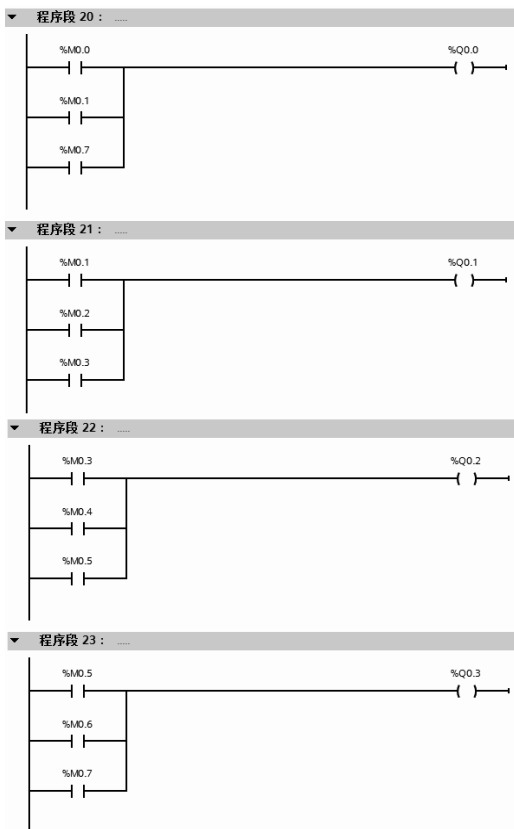 程序段 20： .....
%M0.0 %Q0.0
%M0.1
%M0.7
程序段 21： .....
%M0.1 %Q0.1
%M0.2
%M0.3
程序段 22： .....
%M0.3 %Q0.2
%M0.4
%M0.5
程序段 23： .....
%M0.5 %Q0.3
%M0.6
%M0.7